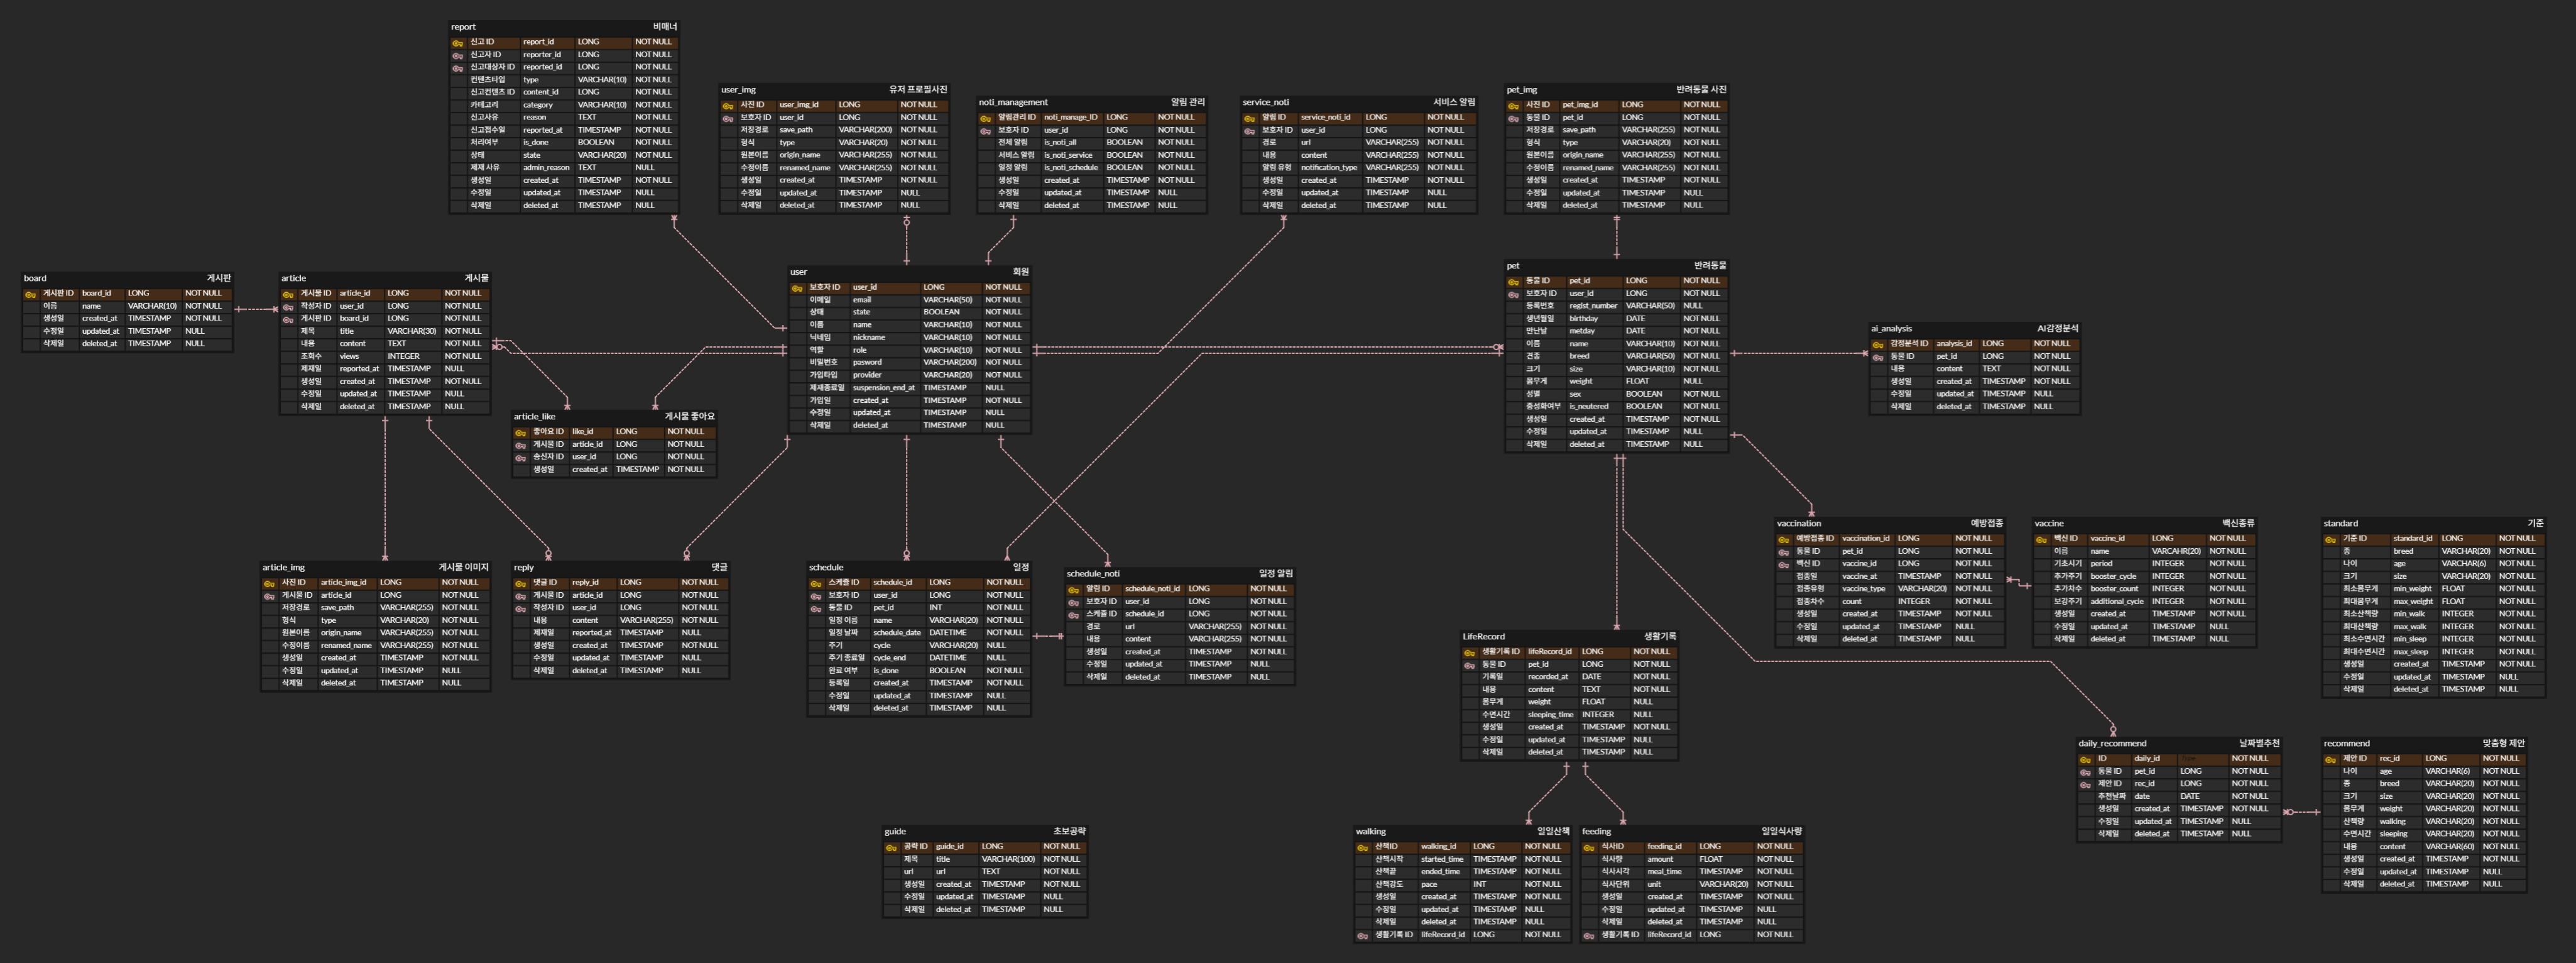 report 비매너
신고 ID report_id LONG NOT NULL
신고자 ID reporter_id LONG NOT NULL
신고대상자 ID reported_id LONG NOT NULL
컨텐츠타입 type VARCHAR(10) NOT NULL
신고컨텐츠 ID content_id LONG NOT NULL
카테고리 category VARCHAR(10) NOT NULL
신고사유 reason TEXT NOT NULL
신고접수일 reported_at TIMESTAMP NOT NULL
처리여부 is_done BOOLEAN NOT NULL
상태 state VARCHAR(20) NOT NULL
제재 사유 admin_reason TEXT NULL
생성일 created_at TIMESTAMP NOT NULL
수정일 updated_at TIMESTAMP NULL
삭제일 deleted_at TIMESTAMP NULL
user_img 유저 프로필사진
사진 ID user_img_id LONG NOT NULL
보호자 ID user_id LONG NOT NULL
저장경로 save_path VARCHAR(200) NOT NULL
형식 type VARCHAR(20) NOT NULL
원본이름 origin_name VARCHAR(255) NOT NULL
수정이름 renamed_name VARCHAR(255) NOT NULL
생성일 created_at TIMESTAMP NOT NULL
수정일 updated_at TIMESTAMP NULL
삭제일 deleted_at TIMESTAMP NULL
noti_management 알림 관리
알림관리 ID noti_manage_ID LONG NOT NULL
보호자 ID user_id LONG NOT NULL
전체 알림 is_noti_all BOOLEAN NOT NULL
서비스 알림 is_noti_service BOOLEAN NOT NULL
일정 알림 is_noti_schedule BOOLEAN NOT NULL
생성일 created_at TIMESTAMP NOT NULL
수정일 updated_at TIMESTAMP NULL
삭제일 deleted_at TIMESTAMP NULL
service_noti 서비스 알림
알림 ID service_noti_id LONG NOT NULL
보호자 ID user_id LONG NOT NULL
경로 url VARCHAR(255) NOT NULL
내용 content VARCHAR(255) NOT NULL
알림 유형 notification_type VARCHAR(255) NOT NULL
생성일 created_at TIMESTAMP NOT NULL
수정일 updated_at TIMESTAMP NULL
삭제일 deleted_at TIMESTAMP NULL
pet_img 반려동물 사진
사진 ID pet_img_id LONG NOT NULL
동물 ID pet_id LONG NOT NULL
저장경로 save_path VARCHAR(255) NOT NULL
형식 type VARCHAR(20) NOT NULL
원본이름 origin_name VARCHAR(255) NOT NULL
수정이름 renamed_name VARCHAR(255) NOT NULL
생성일 created_at TIMESTAMP NOT NULL
수정일 updated_at TIMESTAMP NULL
삭제일 deleted_at TIMESTAMP NULL
board 게시판
게시판 ID board_id LONG NOT NULL
이름 name VARCHAR(10) NOT NULL
생성일 created_at TIMESTAMP NOT NULL
수정일 updated_at TIMESTAMP NULL
삭제일 deleted_at TIMESTAMP NULL
article 게시물
게시물 ID article_id LONG NOT NULL
작성자 ID user_id LONG NOT NULL
게시판 ID board_id LONG NOT NULL
제목 title VARCHAR(30) NOT NULL
내용 content TEXT NOT NULL
조회수 views INTEGER NOT NULL
제재일 reported_at TIMESTAMP NULL
생성일 created_at TIMESTAMP NOT NULL
수정일 updated_at TIMESTAMP NULL
삭제일 deleted_at TIMESTAMP NULL
user 회원
보호자 ID user_id LONG NOT NULL
이메일 email VARCHAR(50) NOT NULL
상태 state BOOLEAN NOT NULL
이름 name VARCHAR(10) NOT NULL
닉네임 nickname VARCHAR(10) NOT NULL
역할 role VARCHAR(10) NOT NULL
비밀번호 pasword VARCHAR(200) NOT NULL
가입타입 provider VARCHAR(20) NOT NULL
제재종료일 suspension_end_at TIMESTAMP NULL
가입일 created_at TIMESTAMP NOT NULL
수정일 updated_at TIMESTAMP NULL
삭제일 deleted_at TIMESTAMP NULL
pet 반려동물
동물 ID pet_id LONG NOT NULL
보호자 ID user_id LONG NOT NULL
등록번호 regist_number VARCHAR(50) NULL
생년월일 birthday DATE NOT NULL
만난날 metday DATE NOT NULL
이름 name VARCHAR(10) NOT NULL
견종 breed VARCHAR(50) NOT NULL
크기 size VARCHAR(10) NOT NULL
몸무게 weight FLOAT NULL
성별 sex BOOLEAN NOT NULL
중성화여부 is_neutered BOOLEAN NOT NULL
생성일 created_at TIMESTAMP NOT NULL
수정일 updated_at TIMESTAMP NULL
삭제일 deleted_at TIMESTAMP NULL
ai_analysis AI감정분석
감정분석 ID analysis_id LONG NOT NULL
동물 ID pet_id LONG NOT NULL
내용 content TEXT NOT NULL
생성일 created_at TIMESTAMP NOT NULL
수정일 updated_at TIMESTAMP NULL
삭제일 deleted_at TIMESTAMP NULL
article_like 게시물 좋아요
좋아요 ID like_id LONG NOT NULL
게시물 ID article_id LONG NOT NULL
송신자 ID user_id LONG NOT NULL
생성일 created_at TIMESTAMP NOT NULL
article_img 게시물 이미지
사진 ID article_img_id LONG NOT NULL
게시물 ID article_id LONG NOT NULL
저장경로 save_path VARCHAR(255) NOT NULL
형식 type VARCHAR(20) NOT NULL
원본이름 origin_name VARCHAR(255) NOT NULL
수정이름 renamed_name VARCHAR(255) NOT NULL
생성일 created_at TIMESTAMP NOT NULL
수정일 updated_at TIMESTAMP NULL
삭제일 deleted_at TIMESTAMP NULL
reply 댓글
댓글 ID reply_id LONG NOT NULL
게시물 ID article_id LONG NOT NULL
작성자 ID user_id LONG NOT NULL
내용 content VARCHAR(255) NOT NULL
제재일 reported_at TIMESTAMP NULL
생성일 created_at TIMESTAMP NOT NULL
수정일 updated_at TIMESTAMP NULL
삭제일 deleted_at TIMESTAMP NULL
schedule 일정
스케쥴 ID schedule_id LONG NOT NULL
보호자 ID user_id LONG NOT NULL
동물 ID pet_id INT NOT NULL
일정 이름 name VARCHAR(20) NOT NULL
일정 날짜 schedule_date DATETIME NOT NULL
주기 cycle VARCHAR(20) NULL
주기 종료일 cycle_end DATETIME NULL
완료 여부 is_done BOOLEAN NOT NULL
등록일 created_at TIMESTAMP NOT NULL
수정일 updated_at TIMESTAMP NULL
삭제일 deleted_at TIMESTAMP NULL
schedule_noti 일정 알림
알림 ID schedule_noti_id LONG NOT NULL
보호자 ID user_id LONG NOT NULL
스케쥴 ID schedule_id LONG NOT NULL
경로 url VARCHAR(255) NOT NULL
내용 content VARCHAR(255) NOT NULL
생성일 created_at TIMESTAMP NOT NULL
수정일 updated_at TIMESTAMP NULL
삭제일 deleted_at TIMESTAMP NULL
vaccination 예방접종
예방접종 ID vaccination_id LONG NOT NULL
동물 ID pet_id LONG NOT NULL
백신 ID vaccine_id LONG NOT NULL
접종일 vaccine_at TIMESTAMP NOT NULL
접종유형 vaccine_type VARCHAR(20) NOT NULL
접종차수 count INTEGER NOT NULL
생성일 created_at TIMESTAMP NOT NULL
수정일 updated_at TIMESTAMP NULL
삭제일 deleted_at TIMESTAMP NULL
vaccine 백신종류
백신 ID vaccine_id LONG NOT NULL
이름 name VARCAHR(20) NOT NULL
기초시기 period INTEGER NOT NULL
추가주기 booster_cycle INTEGER NOT NULL
추가차수 booster_count INTEGER NOT NULL
보강주기 additional_cycle INTEGER NOT NULL
생성일 created_at TIMESTAMP NOT NULL
수정일 updated_at TIMESTAMP NULL
삭제일 deleted_at TIMESTAMP NULL
standard 기준
기준 ID standard_id LONG NOT NULL
종 breed VARCHAR(20) NOT NULL
나이 age VARCHAR(6) NOT NULL
크기 size VARCHAR(20) NOT NULL
최소몸무게 min_weight FLOAT NOT NULL
최대몸무게 max_weight FLOAT NOT NULL
최소산책량 min_walk INTEGER NOT NULL
최대산책량 max_walk INTEGER NOT NULL
최소수면시간 min_sleep INTEGER NOT NULL
최대수면시간 max_sleep INTEGER NOT NULL
생성일 created_at TIMESTAMP NOT NULL
수정일 updated_at TIMESTAMP NULL
삭제일 deleted_at TIMESTAMP NULL
LifeRecord 생활기록
생활기록 ID lifeRecord_id LONG NOT NULL
동물 ID pet_id LONG NOT NULL
기록일 recorded_at DATE NOT NULL
내용 content TEXT NOT NULL
몸무게 weight FLOAT NULL
수면시간 sleeping_time INTEGER NULL
생성일 created_at TIMESTAMP NOT NULL
수정일 updated_at TIMESTAMP NULL
삭제일 deleted_at TIMESTAMP NULL
daily_recommend 날짜별추천
ID daily_id NOT NULL
동물 ID pet_id LONG NOT NULL
제안 ID rec_id LONG NOT NULL
추천날짜 date DATE NOT NULL
생성일 created_at TIMESTAMP NOT NULL
수정일 updated_at TIMESTAMP NULL
삭제일 deleted_at TIMESTAMP NULL
recommend 맞춤형 제안
제안 ID rec_id LONG NOT NULL
나이 age VARCHAR(6) NOT NULL
종 breed VARCHAR(20) NOT NULL
크기 size VARCHAR(20) NOT NULL
몸무게 weight VARCHAR(20) NOT NULL
산책량 walking VARCHAR(20) NOT NULL
수면시간 sleeping VARCHAR(20) NOT NULL
내용 content VARCHAR(60) NOT NULL
생성일 created_at TIMESTAMP NOT NULL
수정일 updated_at TIMESTAMP NULL
삭제일 deleted_at TIMESTAMP NULL
guide 초보공략
공략 ID guide_id LONG NOT NULL
제목 title VARCHAR(100) NOT NULL
url url TEXT NOT NULL
생성일 created_at TIMESTAMP NOT NULL
수정일 updated_at TIMESTAMP NULL
삭제일 deleted_at TIMESTAMP NULL
walking 일일산책
산책ID walking_id LONG NOT NULL
산책시작 started_time TIMESTAMP NOT NULL
산책끝 ended_time TIMESTAMP NOT NULL
산책강도 pace INT NOT NULL
생성일 created_at TIMESTAMP NOT NULL
수정일 updated_at TIMESTAMP NULL
삭제일 deleted_at TIMESTAMP NULL
생활기록 ID lifeRecord_id LONG NOT NULL
feeding 일일식사량
식사ID feeding_id LONG NOT NULL
식사량 amount FLOAT NOT NULL
식사시각 meal_time TIMESTAMP NOT NULL
식사단위 unit VARCHAR(20) NOT NULL
생성일 created_at TIMESTAMP NOT NULL
수정일 updated_at TIMESTAMP NULL
삭제일 deleted_at TIMESTAMP NULL
생활기록 ID lifeRecord_id LONG NOT NULL